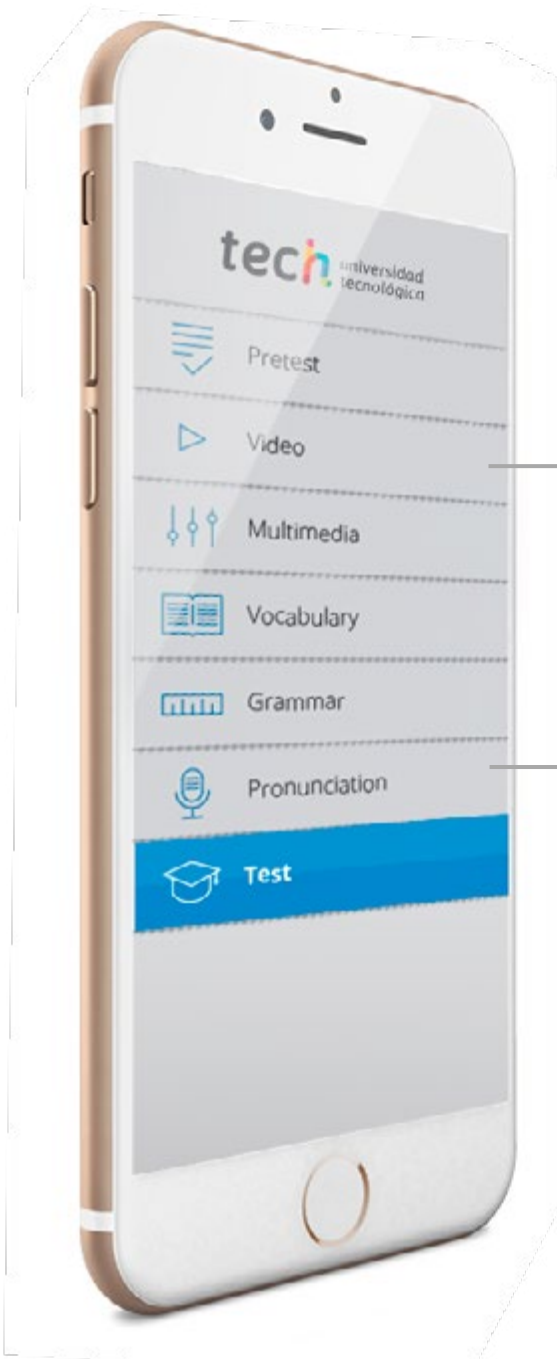 tech universidad
tecnológica
Pretest
Video
Multimedia
Vocabulary
Grammar
Pronunciation
Test